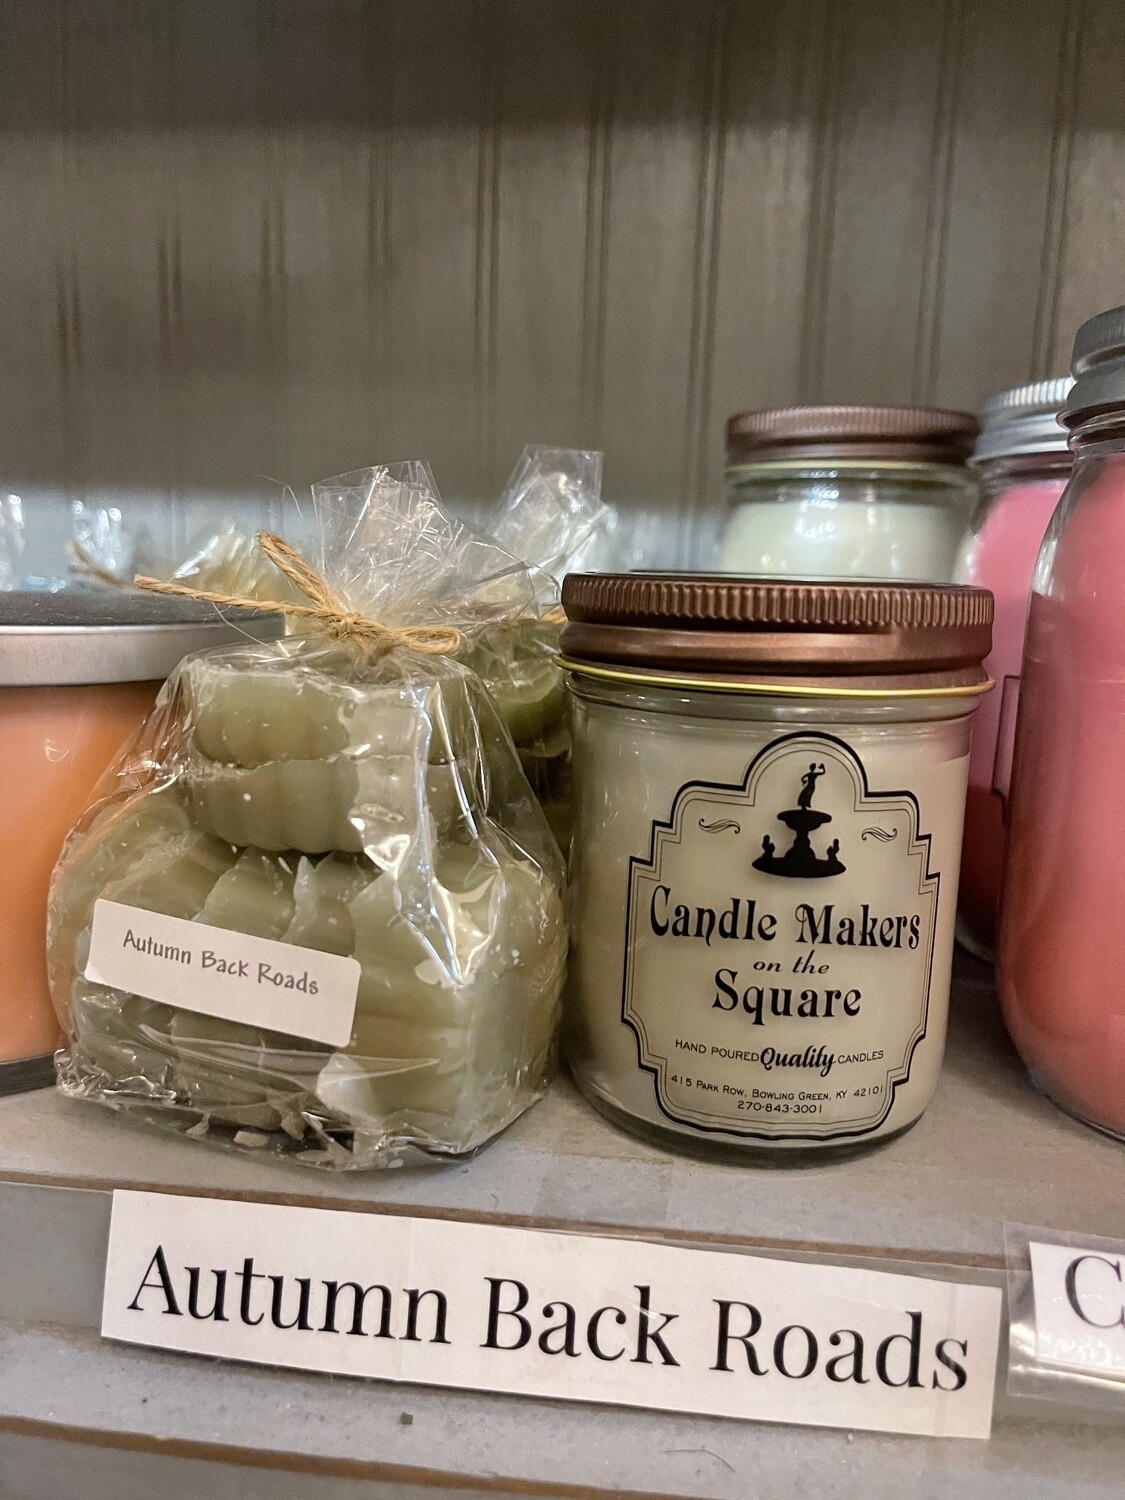 Autumn Back Roads
Candle Makers
on the
Square
HAND POURED Quality CANDLES
415 PARK ROW, BOWLING GREEN, KY 42101
270-843-3001
Autumn Back Roads
C